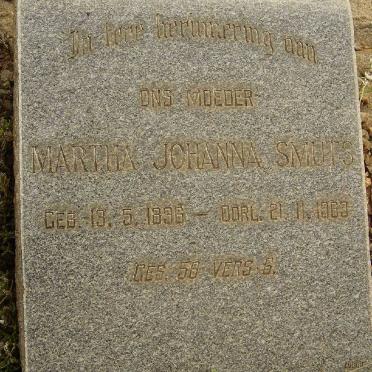 In tere herinnering aan
ONS MOEDER
MARTHA JOHANNA SMUTS
GEB. 13. 5. 1896 — OORL. 21. 11. 1963
GES. 58 VERS 5.